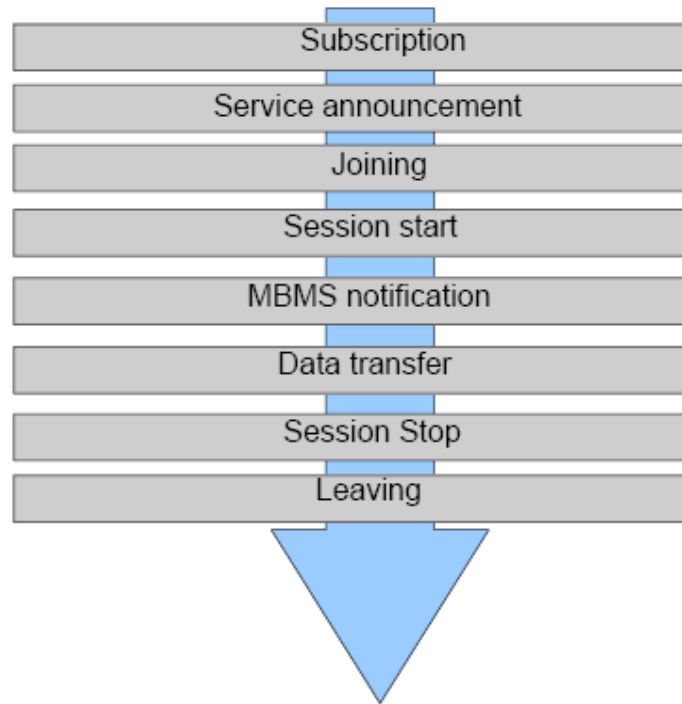 Subscription
Service announcement
Joining
Session start
MBMS notification
Data transfer
Session Stop
Leaving